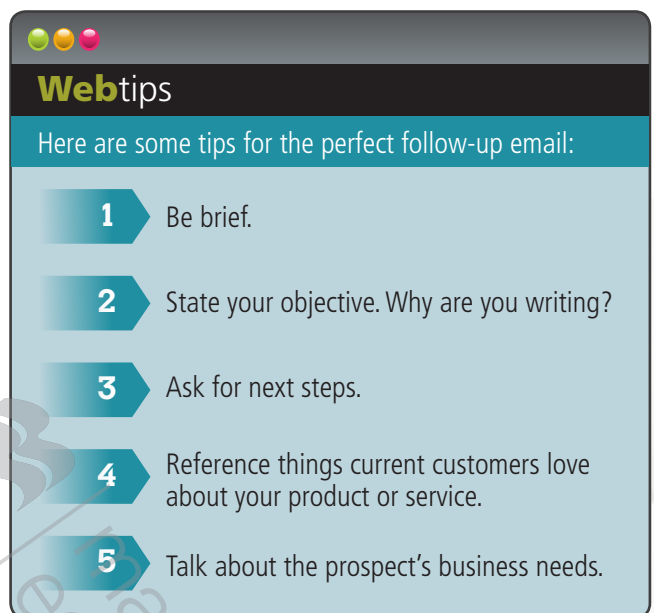 Webtips
Here are some tips for the perfect follow-up email:
1 Be brief.
2 State your objective. Why are you writing?
3 Ask for next steps.
4 Reference things current customers love
about your product or service.
5 Talk about the prospect's business needs.